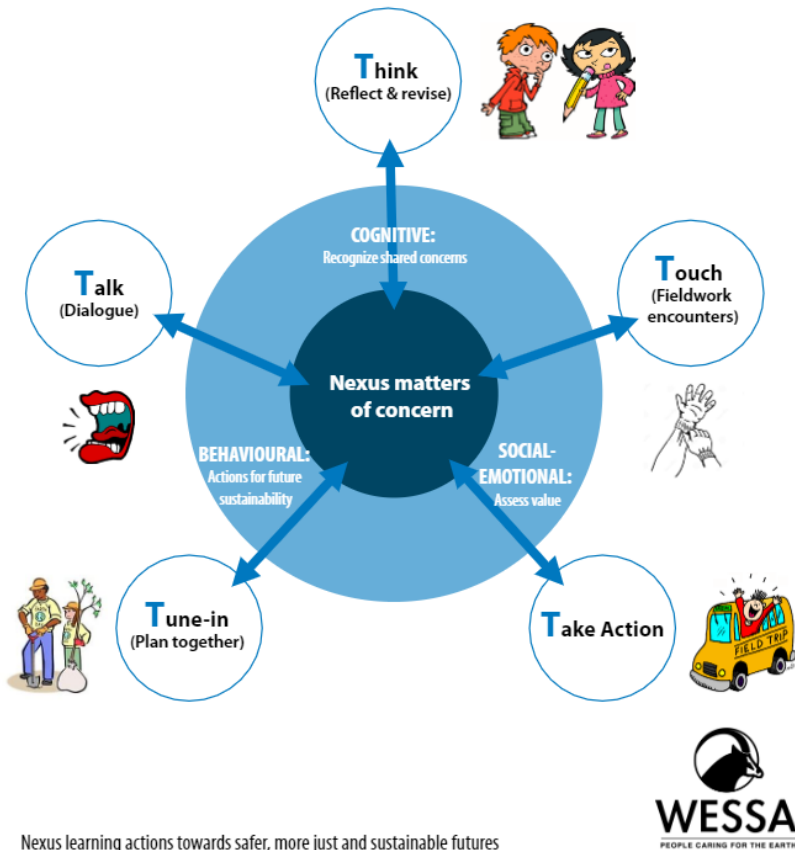 Think
(Reflect & revise)
COGNITIVE:
Recognize shared concerns
Talk
(Dialogue)
Touch
(Fieldwork
encounters)
Nexus matters
of concern
BEHAVIOURAL:
Actions for future
sustainability
SOCIAL-
EMOTIONAL:
Assess value
Tune-in
(Plan together)
Take Action
FIELD TRIP
WESSA
PEOPLE CARING FOR THE EARTH
Nexus learning actions towards safer, more just and sustainable futures